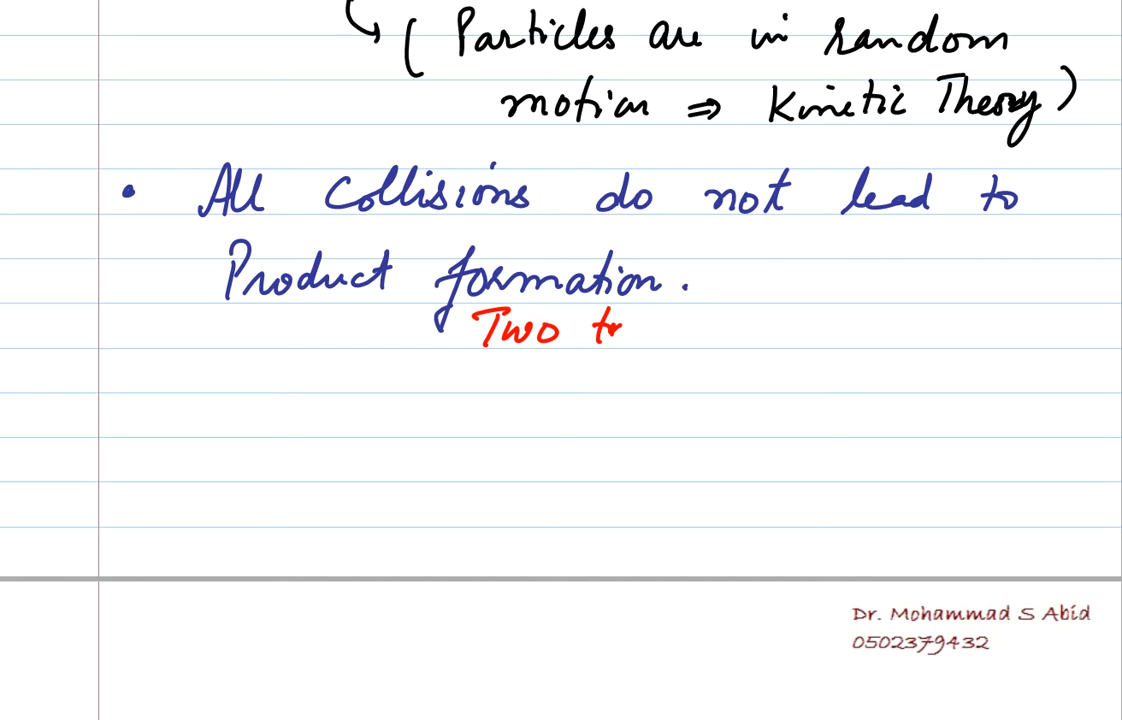 ( Particles are in random
motion ⇒ Kinetic Theory )
• All Collisions do not lead to
Product formation.
Two
Dr. Mohammad S Abid
0502379432